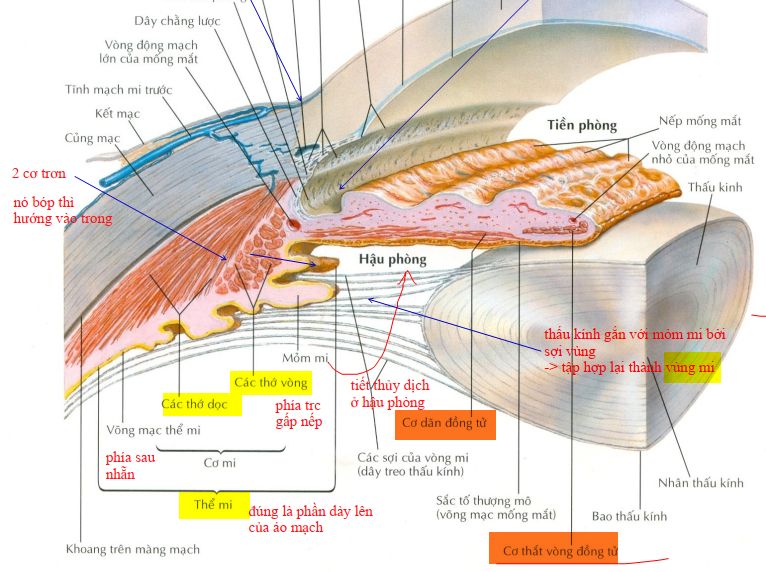 Dây chằng lược
Vòng động mạch
lớn của mống mắt
Tĩnh mạch mi trước
Kết mạc
Củng mạc
2 cơ trơn
nó bóp thì
hướng vào trong
Tiền phòng
Nếp mống mắt
Vòng động mạch
nhỏ của mống mắt
Thấu kính
Hậu phòng
thấu kính gắn với mỏm mi bởi
sợi vùng
-> tập hợp lại thành vùng mi
Mỏm mi
tiết thủy dịch
ở hậu phòng
Các thớ vòng
Các thớ dọc
phía trc
gấp nếp
Cơ dãn đồng tử
Võng mạc thể mi
phía sau
nhẵn
Cơ mi
Các sợi của vòng mi
(dây treo thấu kính)
Thể mi
đúng là phần dày lên
của áo mạch
Sắc tố thượng mô
(võng mạc mống mắt)
Nhân thấu kính
Bao thấu kính
Khoang trên màng mạch
Cơ thắt vòng đồng tử